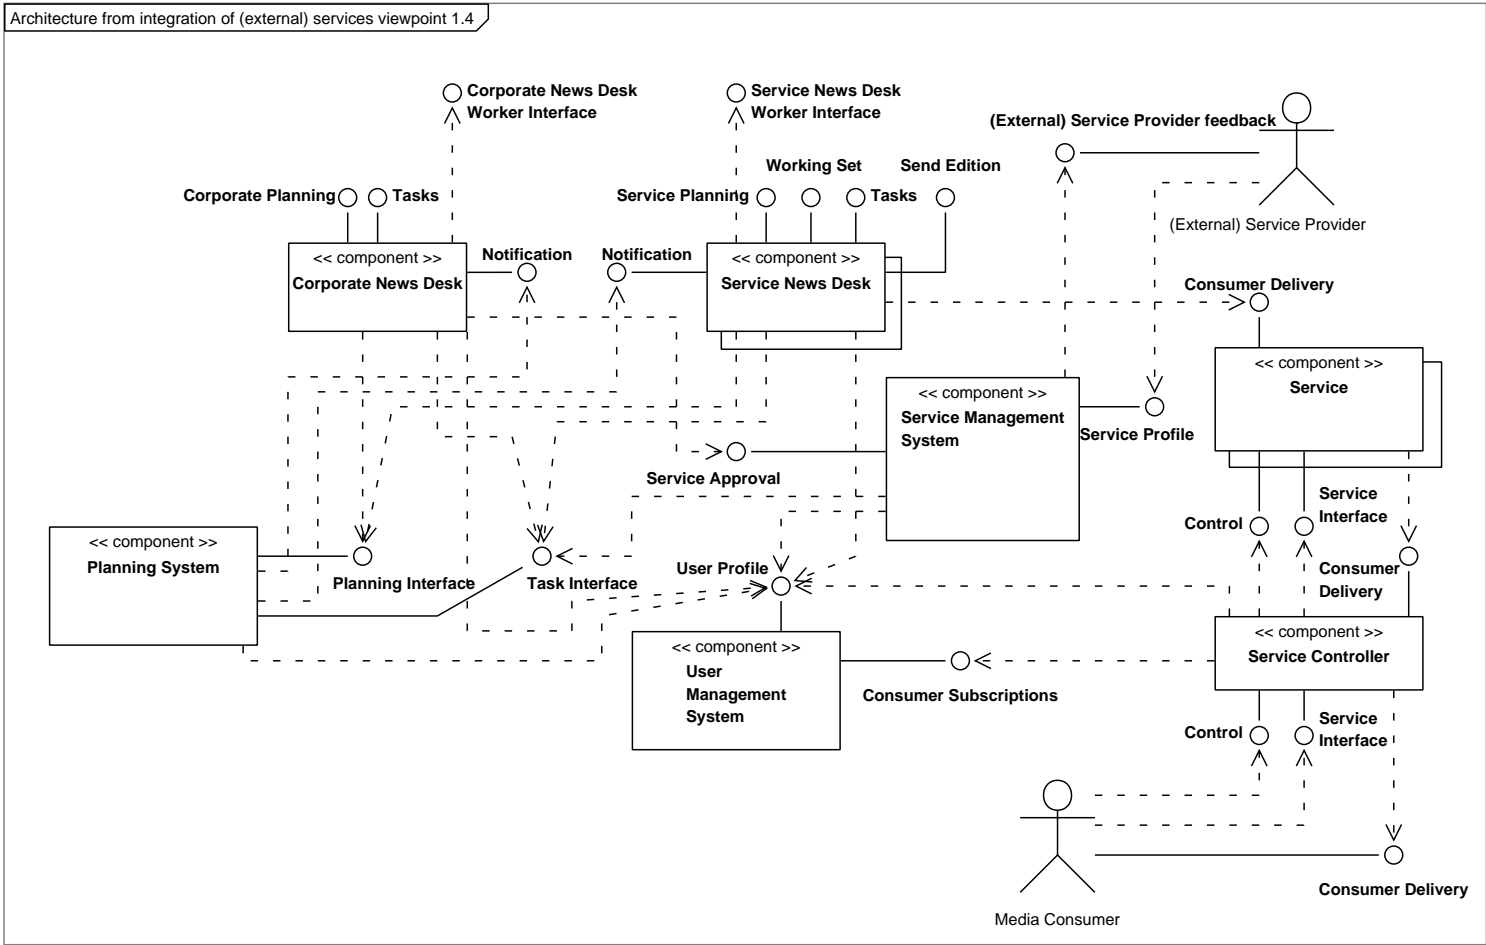 Architecture from integration of (external) services viewpoint 1.4
Corporate News Desk
Worker Interface
Service News Desk
Worker Interface
(External) Service Provider feedback
Working Set
Send Edition
Corporate Planning
Tasks
Service Planning
Tasks
(External) Service Provider
<< component >>
Corporate News Desk
Notification
Notification
<< component >>
Service News Desk
Consumer Delivery
<< component >>
Service
<< component >>
Service Management
System
Service Profile
Service Approval
Service
Interface
Control
<< component >>
Planning System
Planning Interface
Task Interface
User Profile
Consumer
Delivery
<< component >>
User
Management
System
Consumer Subscriptions
<< component >>
Service Controller
Control
Service
Interface
Consumer Delivery
Media Consumer